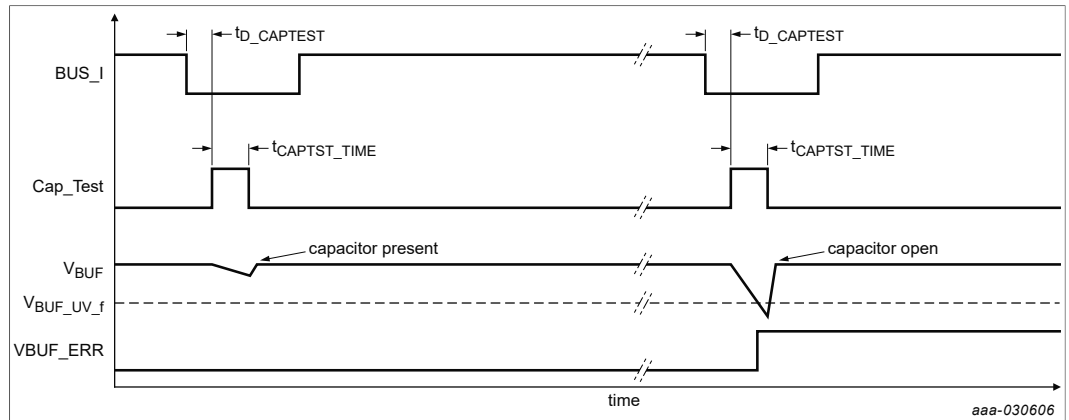 tD_CAPTEST
tD_CAPTEST
BUS_I
tCAPTST_TIME
tCAPTST_TIME
Cap_Test
capacitor present
capacitor open
VBUF
VBUF_UV_f
VBUF_ERR
time
aaa-030606